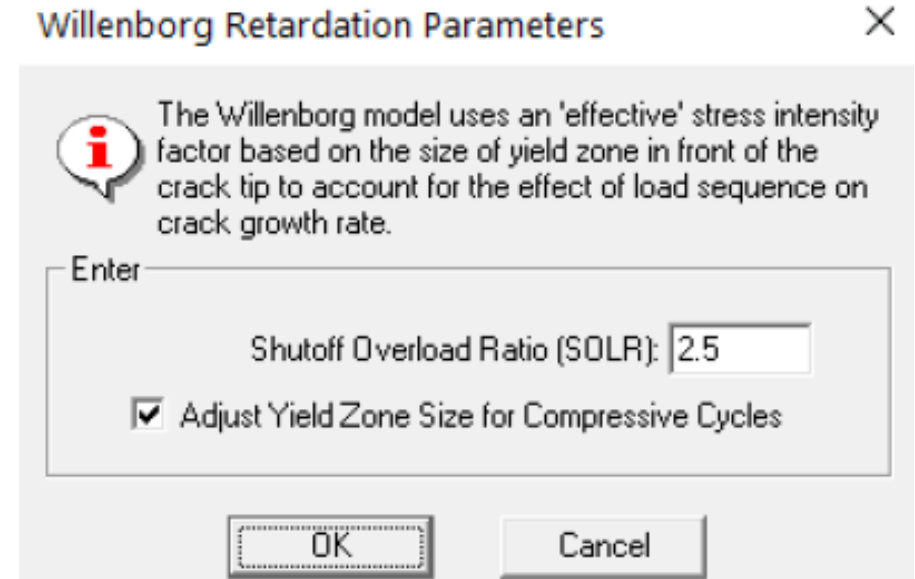 Willenborg Retardation Parameters
The Willenborg model uses an 'effective' stress intensity
factor based on the size of yield zone in front of the
crack tip to account for the effect of load sequence on
crack growth rate.
Enter
Shutoff Overload Ratio (SOLR): 2.5
Adjust Yield Zone Size for Compressive Cycles
OK Cancel